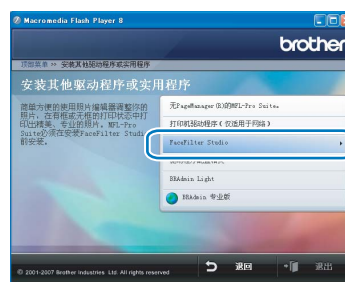 Macromedia Flash Player 8
brother
顶部菜单 >> 安装其他驱动程序或实用程序
安装其他驱动程序或实用程序
简单方便的使用照片编辑器调整你的
照片、在有框或无框的打印状态中打
印出精美、专业的照片。MFL-Pro
Suite必须在安装FaceFilter Studio
前安装。
无PageManager(R)的MFL-Pro Suite。
打印机驱动程序(仅适用于网络)
FaceFilter Studio
BRAdmin Light
BRAdmin 专业版
© 2001-2007 Brother Industries Ltd. All rights reserved
返回
退出